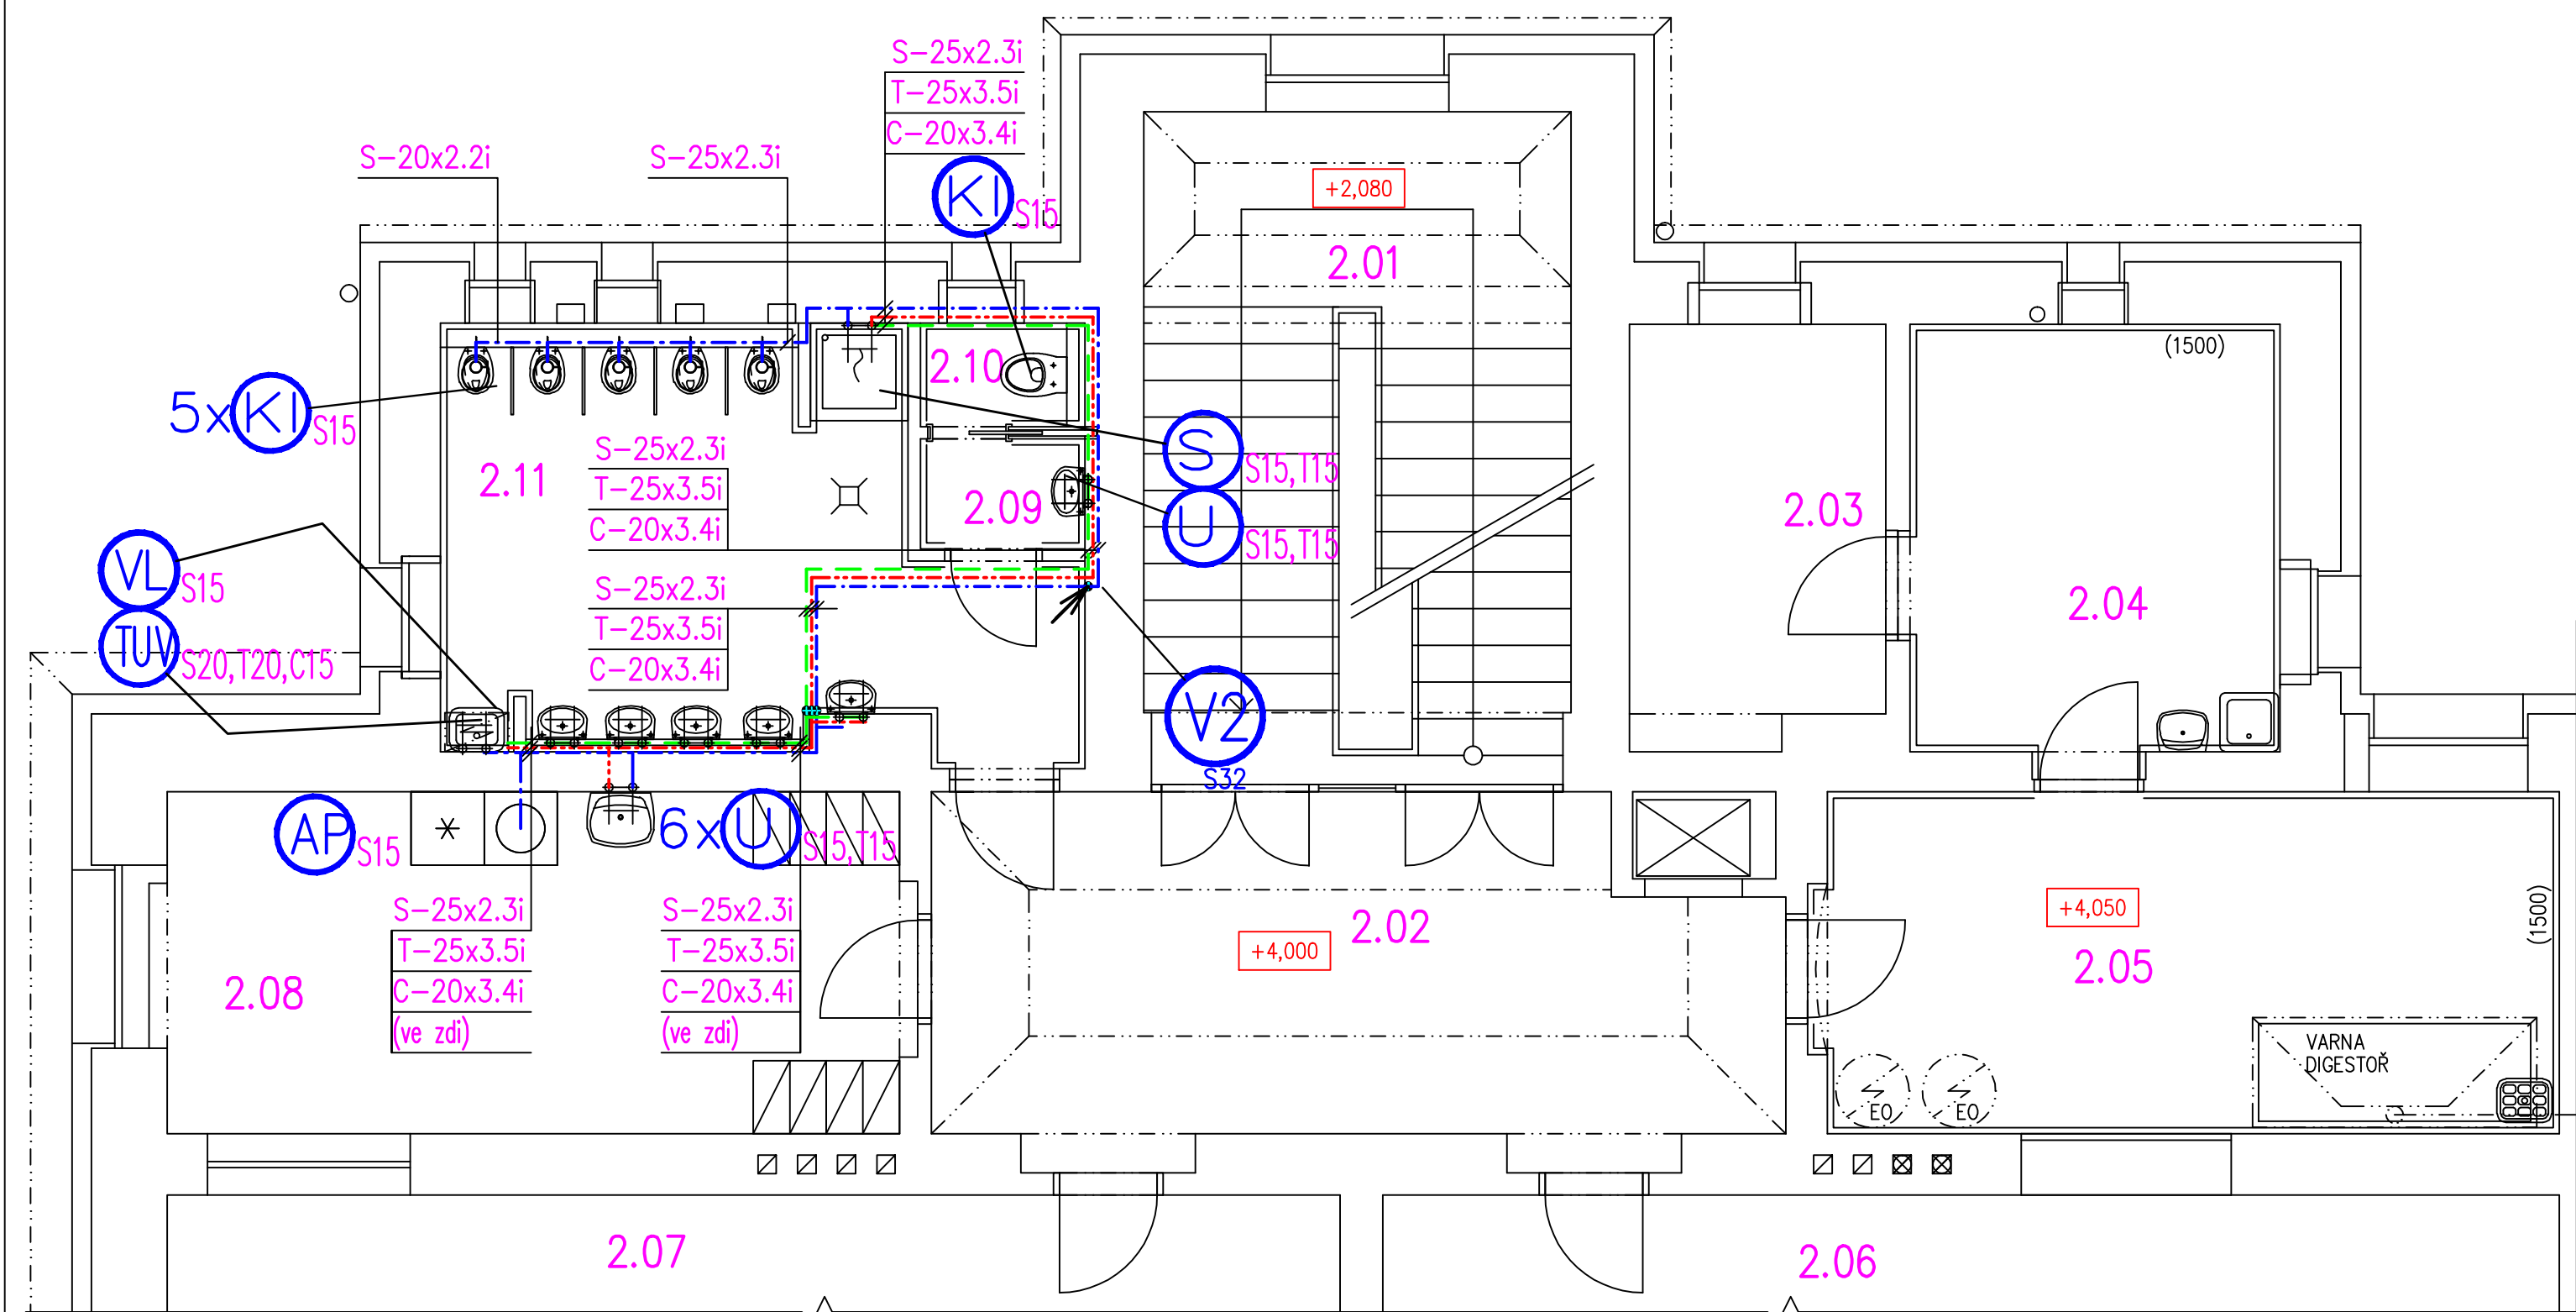 S-25x2.3i
T-25x3.5i
C-20x3.4i
S-20x2.2i
S-25x2.3i
KI
S15
+2,080
2.01
(1500)
2.10
5x KI
S15
S-25x2.3i
T-25x3.5i
C-20x3.4i
2.11
2.09
S
S15,T15
U
S15,T15
2.03
2.04
VL
S15
TUV
S20,T20,C15
S-25x2.3i
T-25x3.5i
C-20x3.4i
V2
S32
AP
S15
6x U
S15,T15
S-25x2.3i
T-25x3.5i
C-20x3.4i
(ve zdi)
S-25x2.3i
T-25x3.5i
C-20x3.4i
(ve zdi)
2.08
2.02
+4,000
+4,050
2.05
(1500)
VARNA
DIGESTOŘ
EO
EO
2.07
2.06